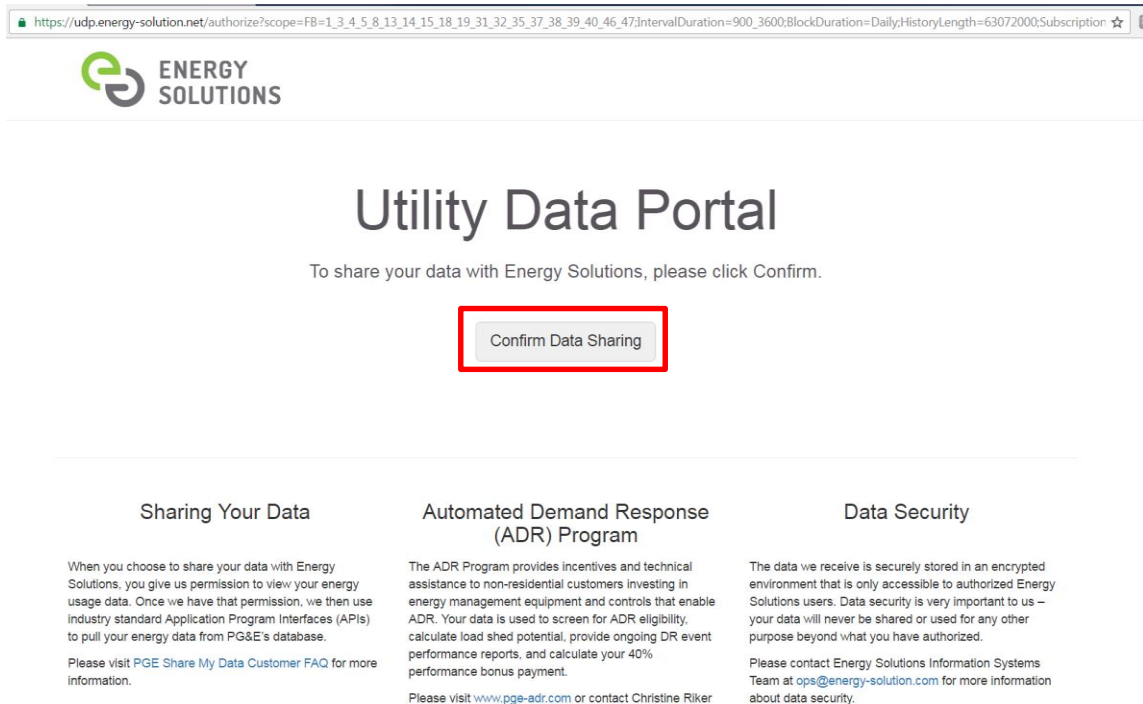 https://udp.energy-solution.net/authorize?scope=FB=1_3_4_5_8_13_14_15_18_19_31_32_35_37_38_39_40_46_47;IntervalDuration=900_3600;BlockDuration=Daily;HistoryLength=63072000;Subscription
ENERGY
SOLUTIONS
Utility Data Portal
To share your data with Energy Solutions, please click Confirm.
Confirm Data Sharing
Sharing Your Data
When you choose to share your data with Energy
Solutions, you give us permission to view your energy
usage data. Once we have that permission, we then use
industry standard Application Program Interfaces (APIs)
to pull your energy data from PG&E's database.
Please visit PGE Share My Data Customer FAQ for more
information.
Automated Demand Response
(ADR) Program
The ADR Program provides incentives and technical
assistance to non-residential customers investing in
energy management equipment and controls that enable
ADR. Your data is used to screen for ADR eligibility,
calculate load shed potential, provide ongoing DR event
performance reports, and calculate your 40%
performance bonus payment.
Please visit www.pge-adr.com or contact Christine Riker
Data Security
The data we receive is securely stored in an encrypted
environment that is only accessible to authorized Energy
Solutions users. Data security is very important to us –
your data will never be shared or used for any other
purpose beyond what you have authorized.
Please contact Energy Solutions Information Systems
Team at ops@energy-solution.com for more information
about data security.